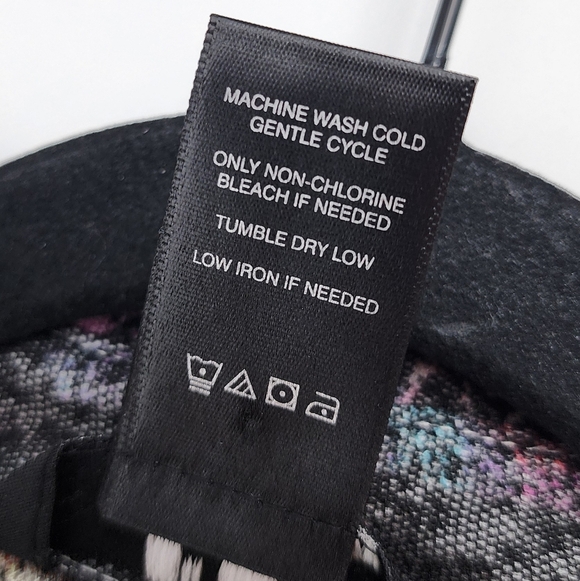 MACHINE WASH COLD
GENTLE CYCLE
ONLY NON-CHLORINE
BLEACH IF NEEDED
TUMBLE DRY LOW
LOW IRON IF NEEDED